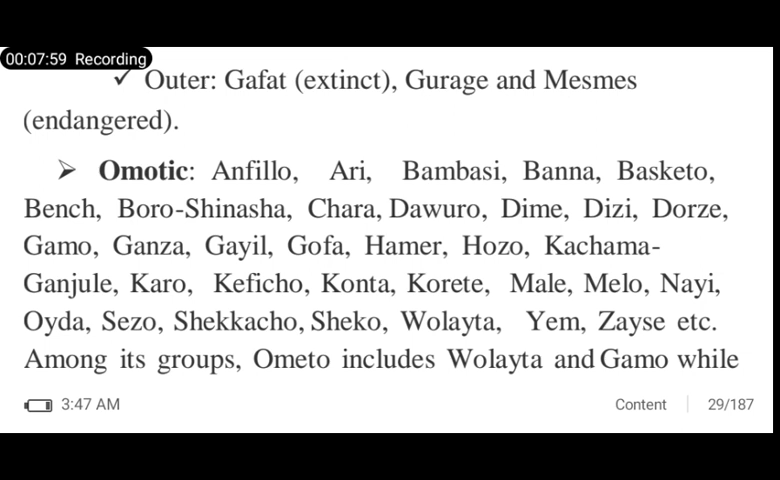 00:07:59 Recording
✓ Outer: Gafat (extinct), Gurage and Mesmes
(endangered).
➢ Omotic: Anfillo, Ari, Bambasi, Banna, Basketo,
Bench, Boro-Shinasha, Chara, Dawuro, Dime, Dizi, Dorze,
Gamo, Ganza, Gayil, Gofa, Hamer, Hozo, Kachama-
Ganjule, Karo, Keficho, Konta, Korete, Male, Melo, Nayi,
Oyda, Sezo, Shekkacho, Sheko, Wolayta, Yem, Zayse etc.
Among its groups, Ometo includes Wolayta and Gamo while
3:47 AM Content 29/187